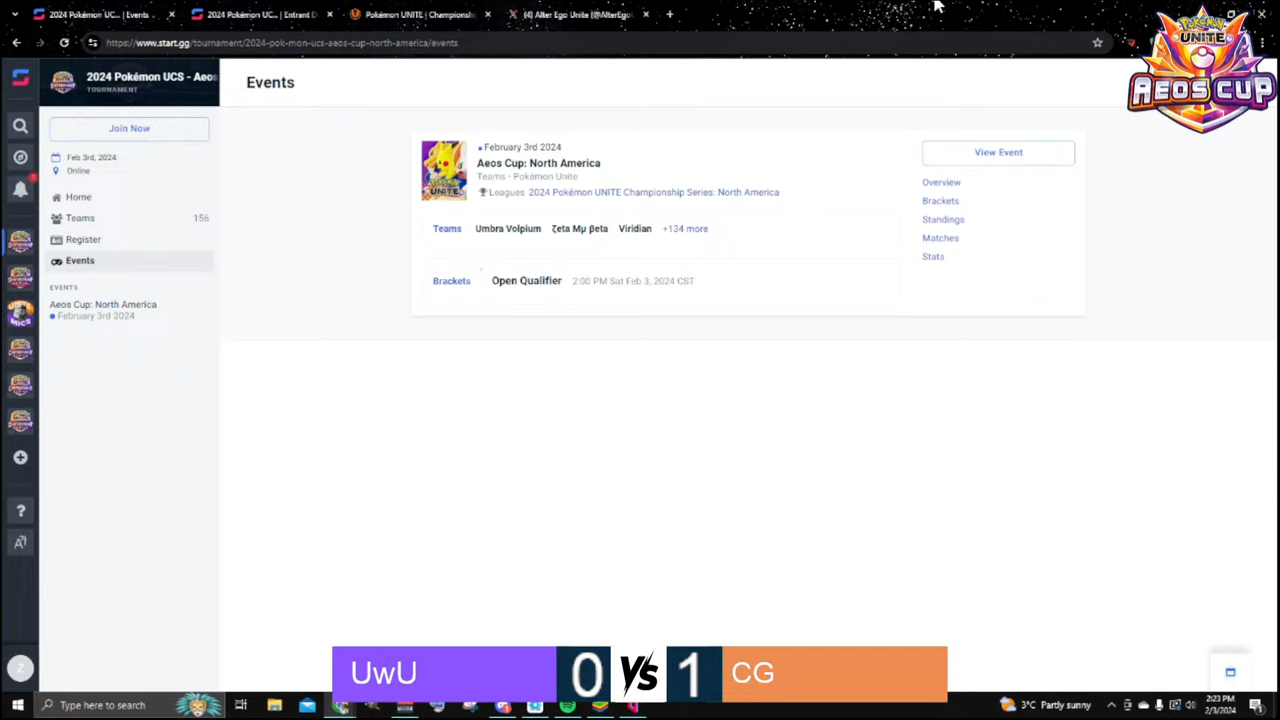 2024 Pokémon UC... | Events
2024 Pokémon UC... | Entrant D
Pokémon UNITE | Championsh
(4) Alter Ego Unite (@AlterEgo
https://www.start.gg/tournament/2024-pok-mon-ucs-aeos-cup-north-america/events
POKÉMON
UNITE
AEOS CUP
2024 Pokémon UCS - Aeos
TOURNAMENT
Events
Join Now
Feb 3rd, 2024
Online
Home
Teams 156
Register
Events
EVENTS
Aeos Cup: North America
February 3rd 2024
February 3rd 2024
Aeos Cup: North America
Teams - Pokémon Unite
Leagues 2024 Pokémon UNITE Championship Series: North America
Teams Umbra Volpium ζeta Mμ βeta Viridian +134 more
Brackets Open Qualifier 2:00 PM Sat Feb 3, 2024 CST
View Event
Overview
Brackets
Standings
Matches
Stats
UNITE
?
Z
UwU 0 VS 1 CG
Type here to search
3°C Partly sunny
2:23 PM
2/3/2024